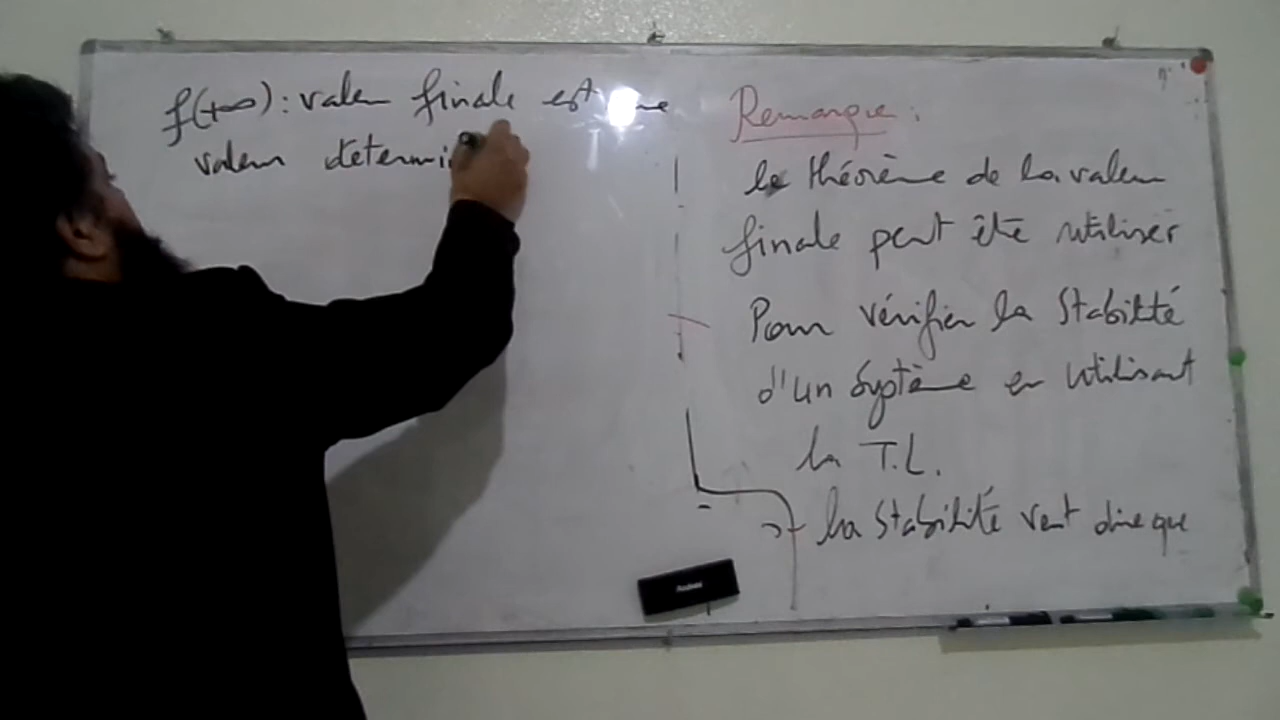 f(+∞) : valeur finale est une
valeur determi
Remarque :
le théorème de la valeur
finale peut être utiliser
Pour vérifier la stabilité
d'un système en utilisant
la T.L.
la stabilité veut dire que